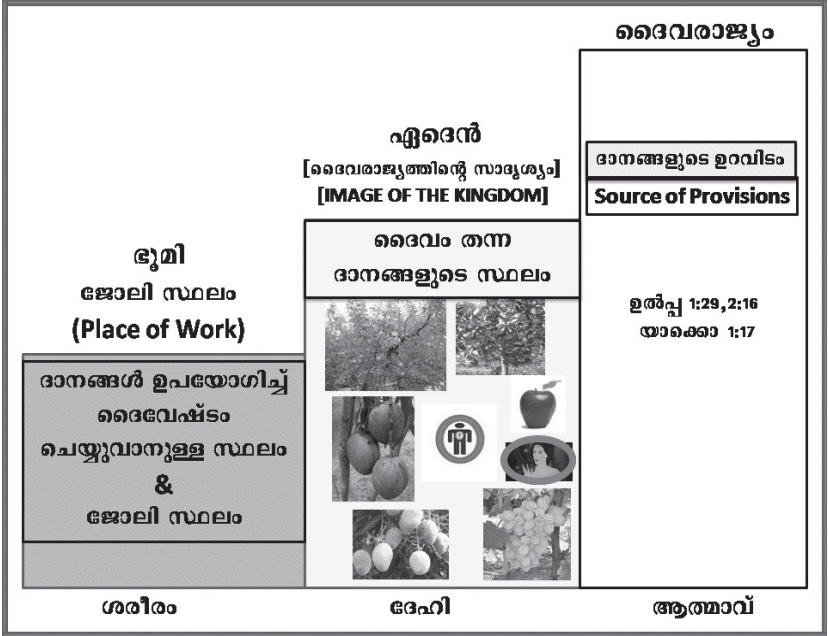 ദൈവരാജ്യം
ദാനങ്ങളുടെ ഉറവിടം
Source of Provisions
ഉൽപ്പ 1:29,2:16
യാക്കൊ 1:17
ഏദെൻ
[ദൈവരാജ്യത്തിന്റെ സാദൃശ്യം]
[IMAGE OF THE KINGDOM]
ദൈവം തന്ന
ദാനങ്ങളുടെ സ്ഥലം
ഭൂമി
ജോലി സ്ഥലം
(Place of Work)
ദാനങ്ങൾ ഉപയോഗിച്ച്
ദൈവേഷ്ടം
ചെയ്യുവാനുള്ള സ്ഥലം
&
ജോലി സ്ഥലം
ശരീരം
ദേഹി
ആത്മാവ്